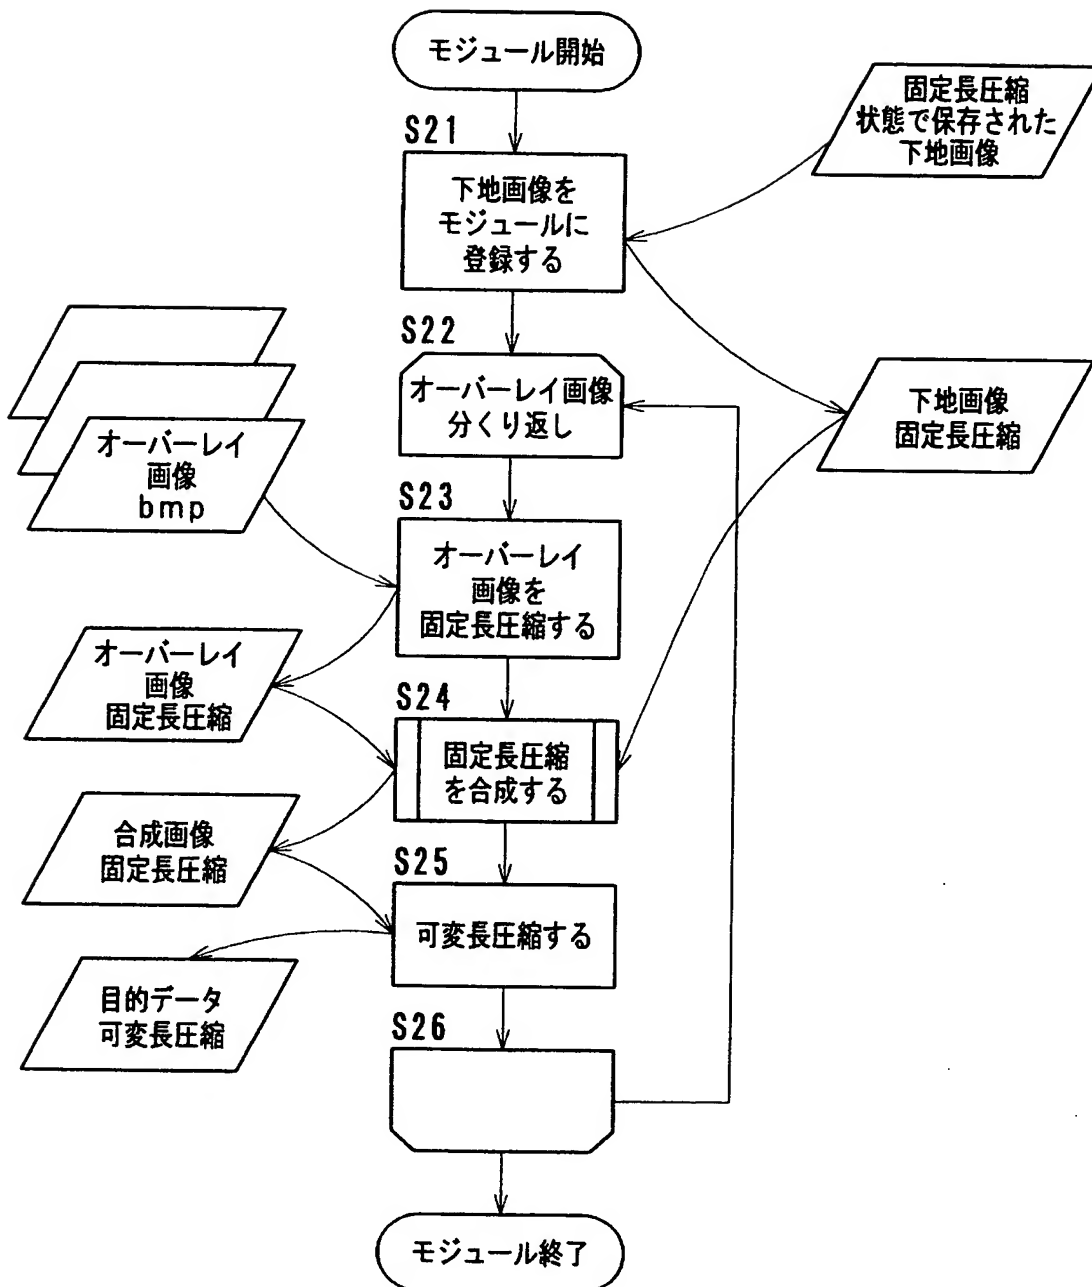 モジュール開始
固定長圧縮
状態で保存された
下地画像
S21
下地画像を
モジュールに
登録する
S22
オーバーレイ画像
分くり返し
下地画像
固定長圧縮
オーバーレイ
画像
bmp
S23
オーバーレイ
画像を
固定長圧縮する
オーバーレイ
画像
固定長圧縮
S24
固定長圧縮
を合成する
合成画像
固定長圧縮
S25
可変長圧縮する
目的データ
可変長圧縮
S26
モジュール終了